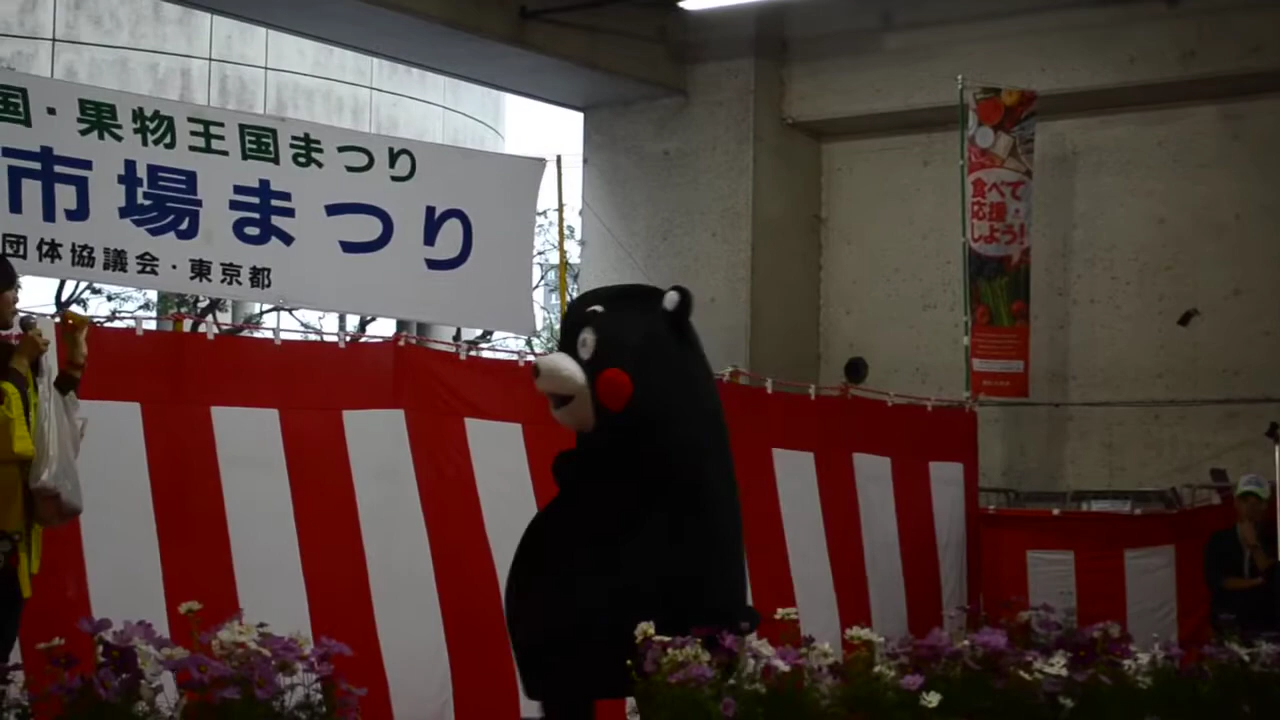 国・果物王国まつり
市場まつり
団体協議会・東京都
食べて
応援
しよう!